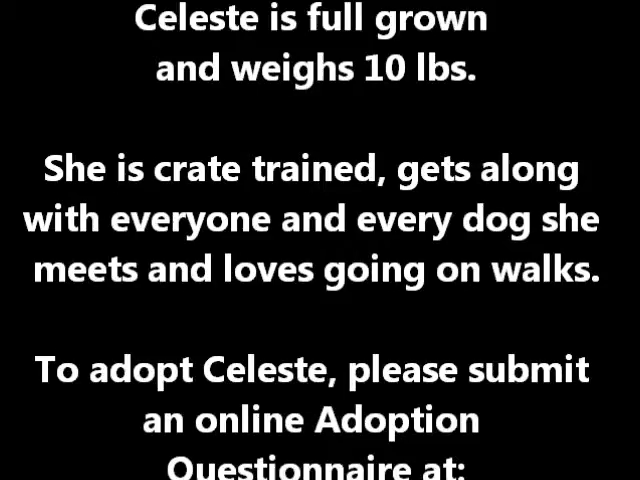 Celeste is full grown
and weighs 10 lbs.
She is crate trained, gets along
with everyone and every dog she
meets and loves going on walks.
To adopt Celeste, please submit
an online Adoption
Questionnaire at: